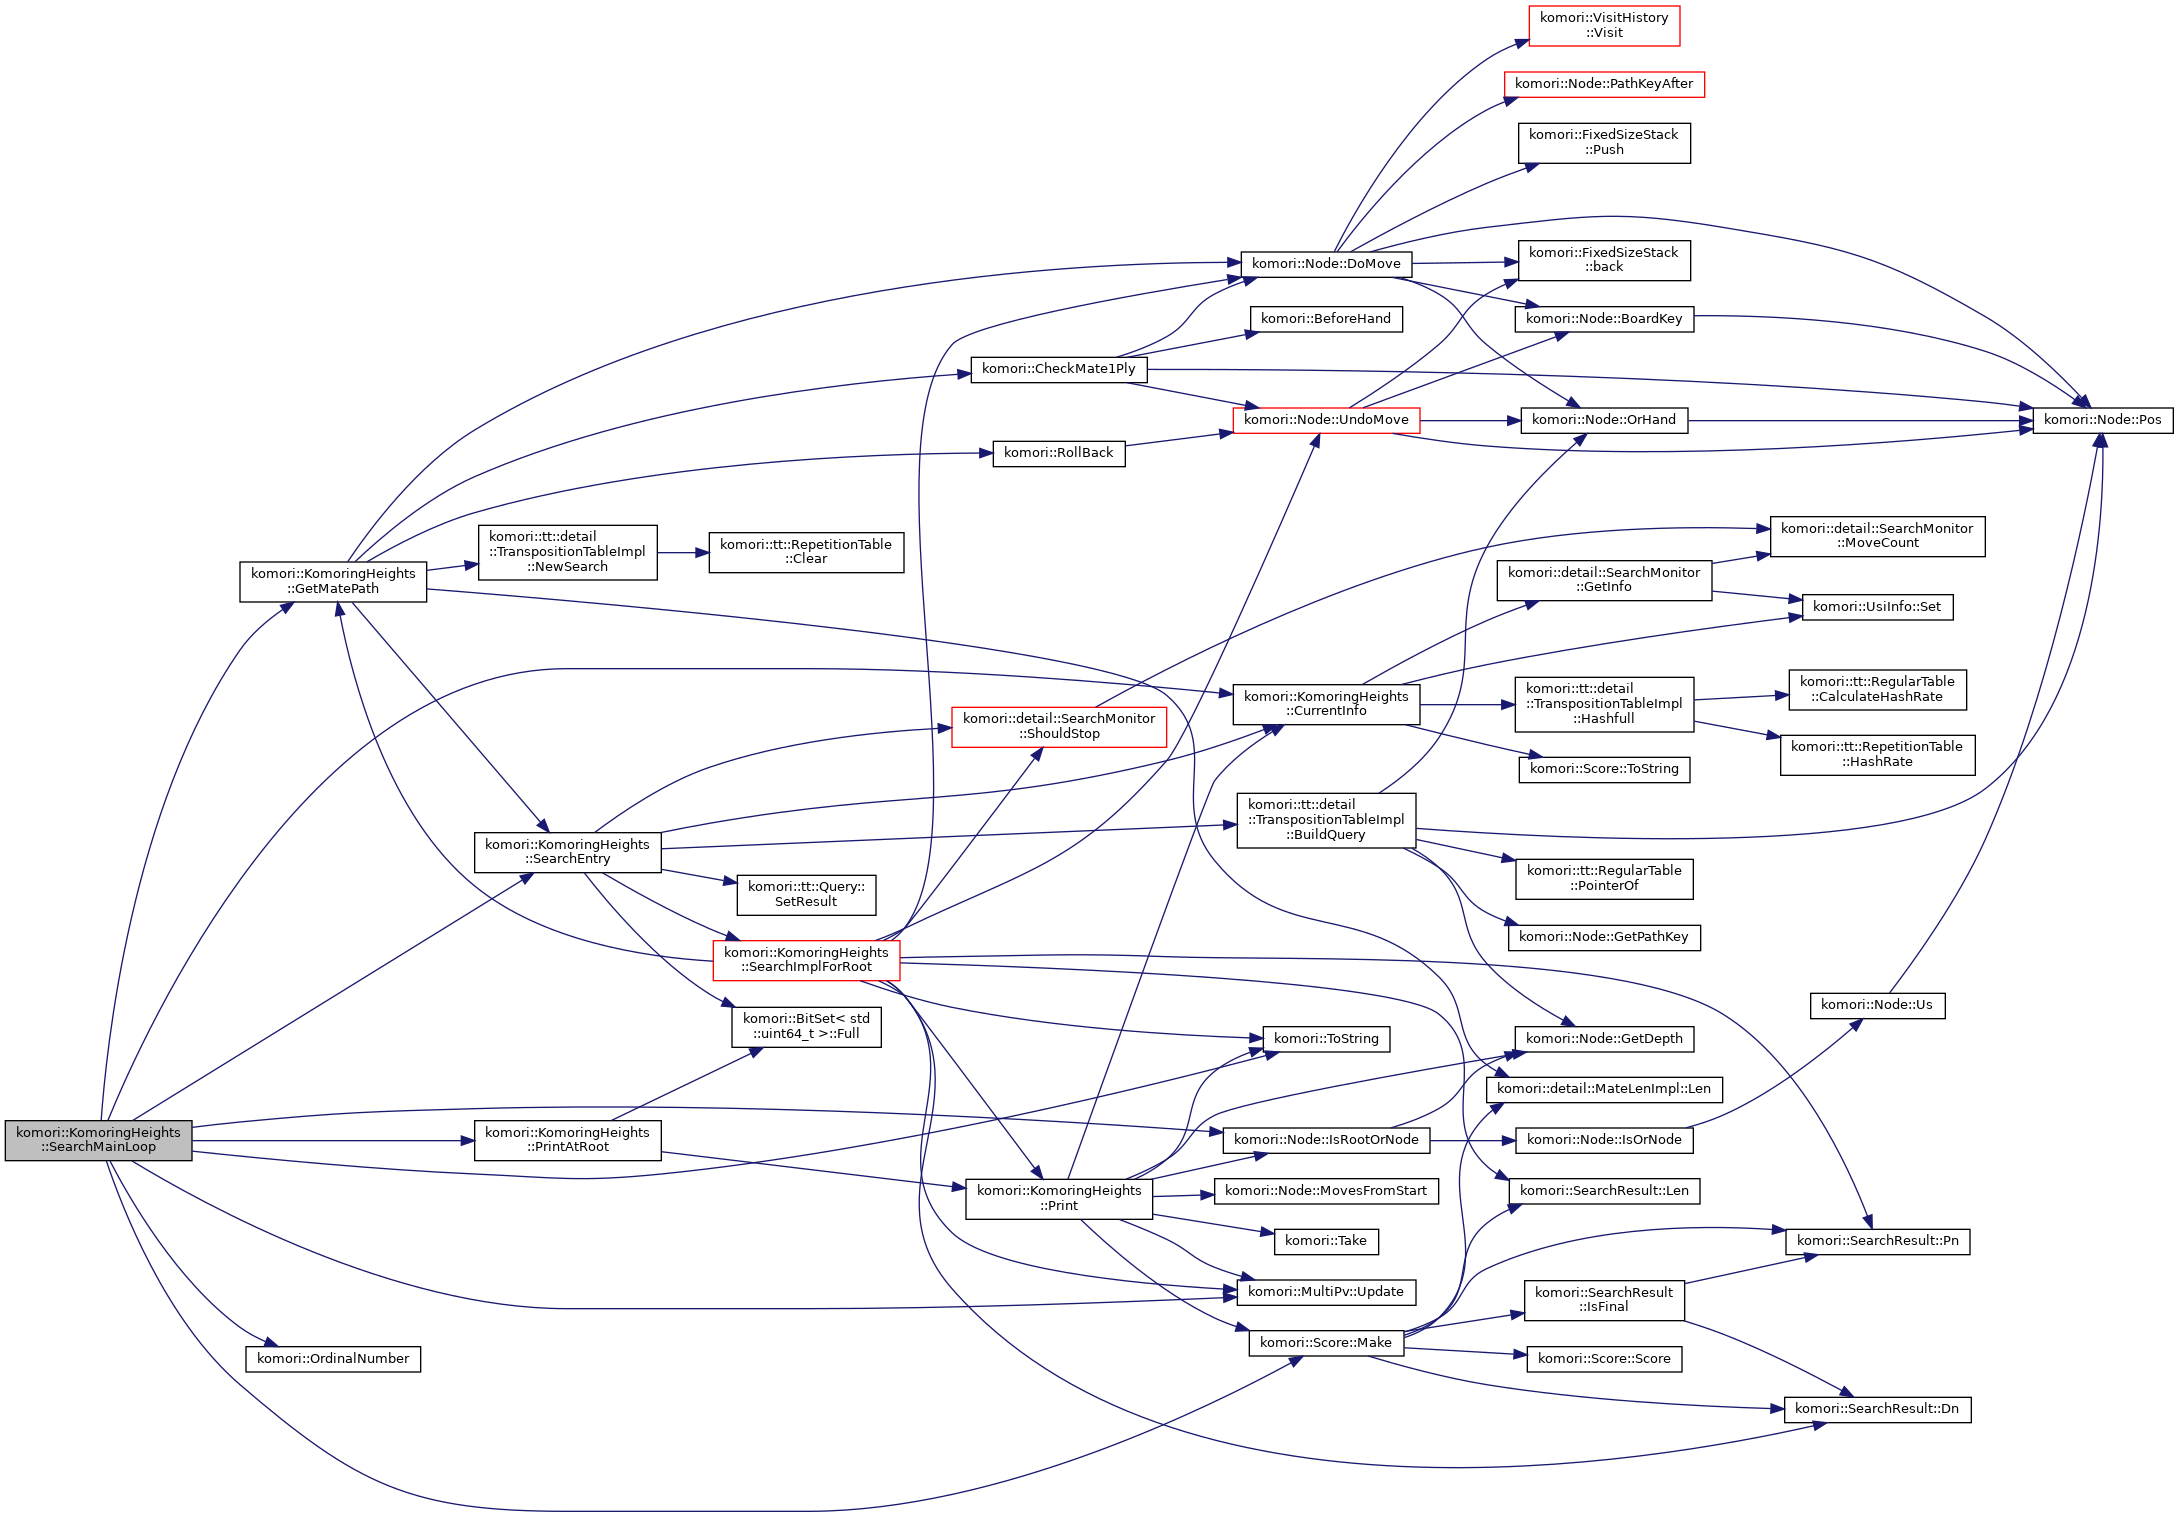 komori::VisitHistory
::Visit
komori::Node::PathKeyAfter
komori::FixedSizeStack
::Push
komori::Node::DoMove
komori::FixedSizeStack
::back
komori::BeforeHand
komori::Node::BoardKey
komori::CheckMate1Ply
komori::Node::UndoMove
komori::Node::OrHand
komori::Node::Pos
komori::RollBack
komori::KomoringHeights
::GetMatePath
komori::tt::detail
::TranspositionTableImpl
::NewSearch
komori::tt::RepetitionTable
::Clear
komori::detail::SearchMonitor
::MoveCount
komori::detail::SearchMonitor
::GetInfo
komori::UsiInfo::Set
komori::KomoringHeights
::CurrentInfo
komori::tt::detail
::TranspositionTableImpl
::Hashfull
komori::tt::RegularTable
::CalculateHashRate
komori::detail::SearchMonitor
::ShouldStop
komori::tt::RepetitionTable
::HashRate
komori::Score::ToString
komori::KomoringHeights
::SearchEntry
komori::tt::detail
::TranspositionTableImpl
::BuildQuery
komori::tt::Query::
SetResult
komori::tt::RegularTable
::PointerOf
komori::Node::GetPathKey
komori::KomoringHeights
::SearchImplForRoot
komori::BitSet< std
::uint64_t >::Full
komori::Node::Us
komori::ToString
komori::Node::GetDepth
komori::detail::MateLenImpl::Len
komori::KomoringHeights
::SearchMainLoop
komori::KomoringHeights
::PrintAtRoot
komori::Node::IsRootOrNode
komori::Node::IsOrNode
komori::KomoringHeights
::Print
komori::Node::MovesFromStart
komori::SearchResult::Len
komori::Take
komori::SearchResult::Pn
komori::MultiPv::Update
komori::SearchResult
::IsFinal
komori::Score::Make
komori::OrdinalNumber
komori::Score::Score
komori::SearchResult::Dn